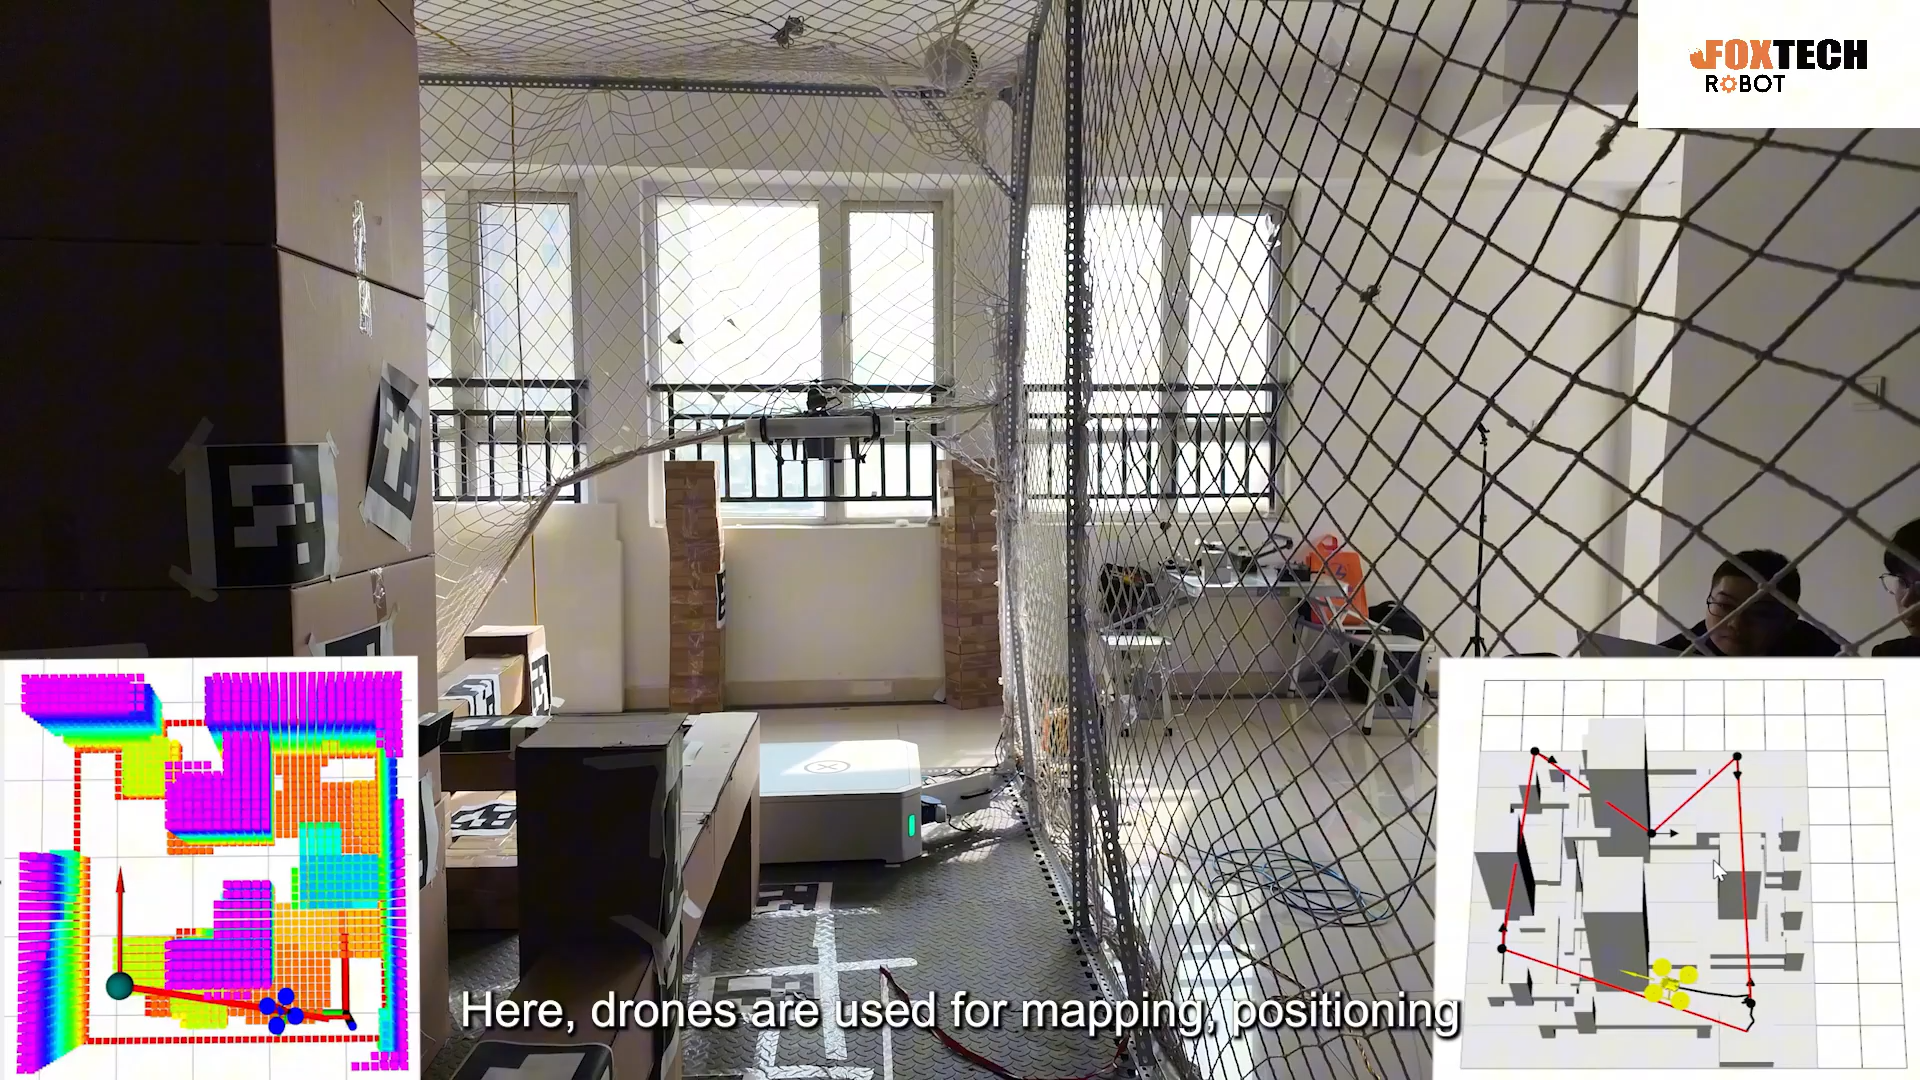 FOXTECH
ROBOT
Here, drones are used for mapping, positioning